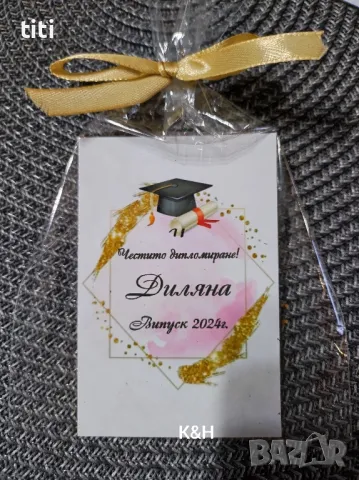 titi
Честито дипломиране!
Диляна
Випуск 2024г.
K&H
BAZAR